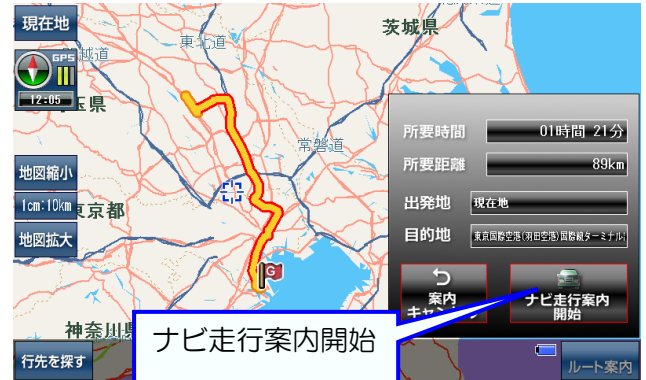 現在地
茨城県
東北道
越道
GPS
12:05
玉県
常磐道
所要時間 01時間 21分
所要距離 89km
地図縮小
出発地 現在地
1cm:10km
京都
目的地 東京国際空港(羽田空港)国際線ターミナル
地図拡大
G
案内
キャン
ナビ走行案内
開始
神奈川県
ナビ走行案内開始
行先を探す
ルート案内